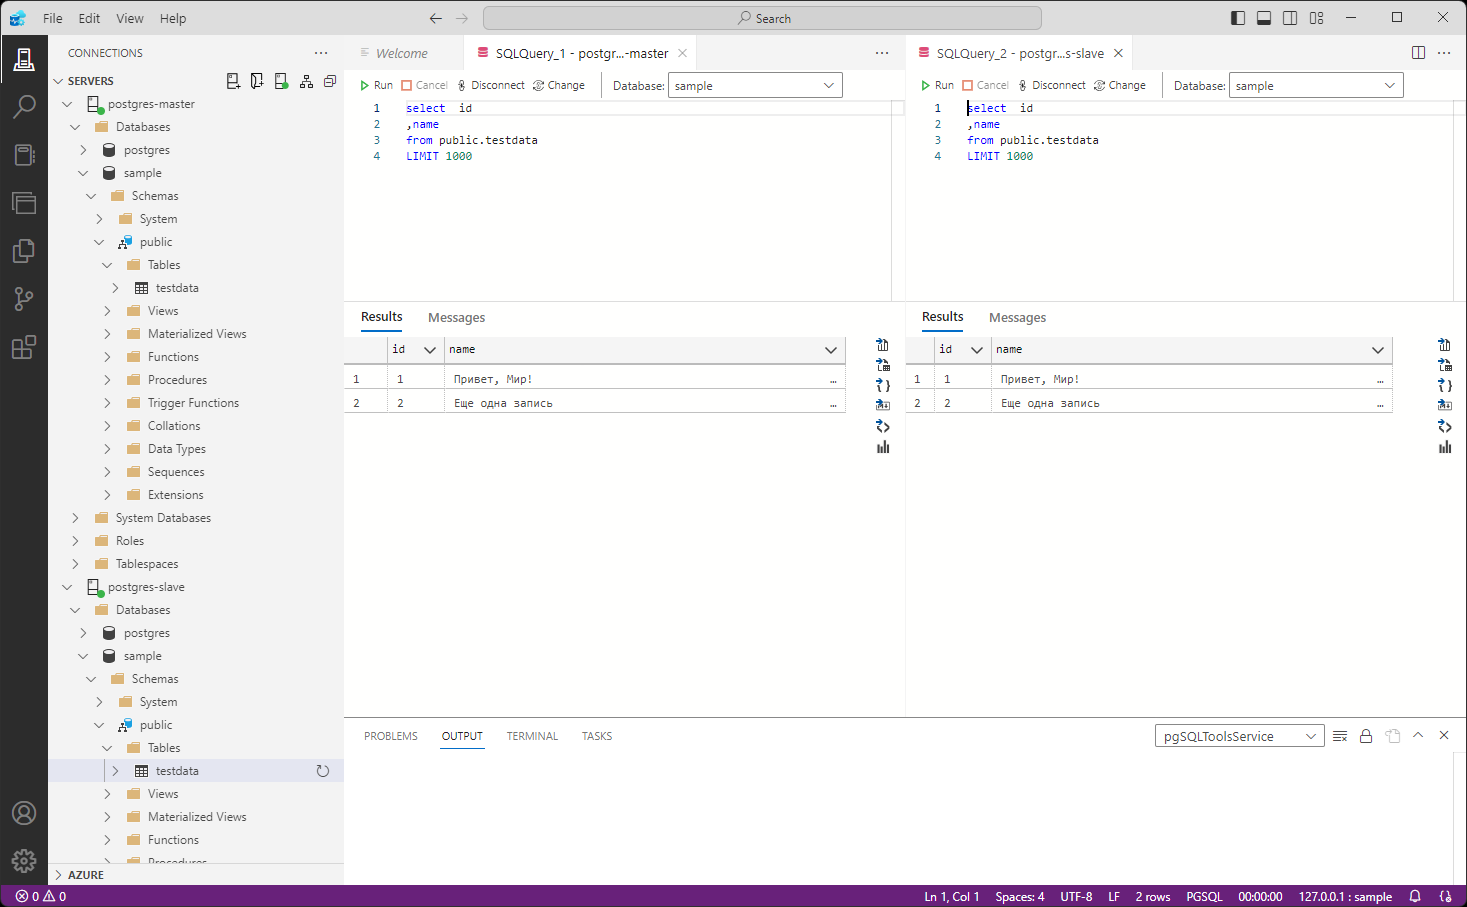 File Edit View Help
Search
CONNECTIONS
SERVERS
postgres-master
Databases
postgres
sample
Schemas
System
public
Tables
testdata
Views
Materialized Views
Functions
Procedures
Trigger Functions
Collations
Data Types
Sequences
Extensions
System Databases
Roles
Tablespaces
postgres-slave
Databases
postgres
sample
Schemas
System
public
Tables
testdata
Views
Materialized Views
Functions
Procedures
AZURE
Welcome
SQLQuery_1 - postgr...-master
Run Cancel Disconnect Change Database: sample
1 select id
2 ,name
3 from public.testdata
4 LIMIT 1000
Results Messages
id name
1 1 Привет, Мир! ...
2 2 Еще одна запись ...
SQLQuery_2 - postgr...s-slave
Run Cancel Disconnect Change Database: sample
1 select id
2 ,name
3 from public.testdata
4 LIMIT 1000
Results Messages
id name
1 1 Привет, Мир! ...
2 2 Еще одна запись ...
PROBLEMS OUTPUT TERMINAL TASKS
pgSQLToolsService
0 0
Ln 1, Col 1 Spaces: 4 UTF-8 LF 2 rows PGSQL 00:00:00 127.0.0.1 : sample